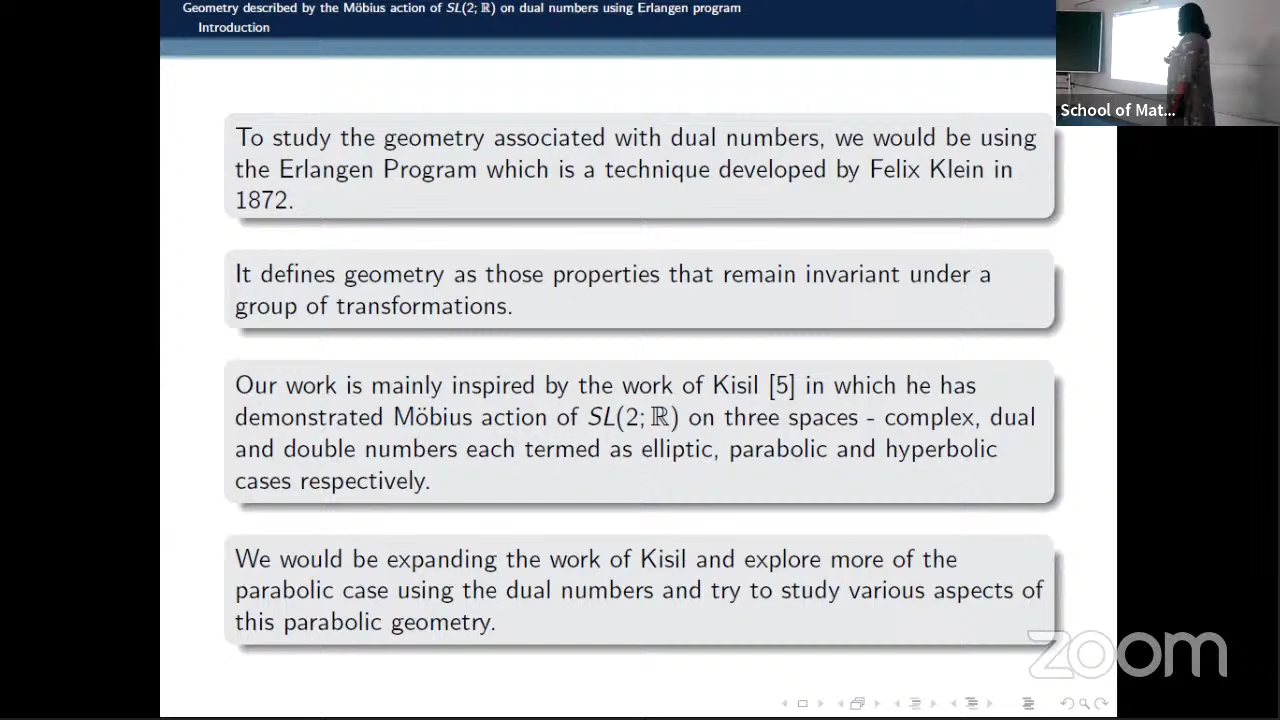 Geometry described by the Möbius action of SL(2; ℝ) on dual numbers using Erlangen program
Introduction
School of Mat...
To study the geometry associated with dual numbers, we would be using
the Erlangen Program which is a technique developed by Felix Klein in
1872.
It defines geometry as those properties that remain invariant under a
group of transformations.
Our work is mainly inspired by the work of Kisil [5] in which he has
demonstrated Möbius action of SL(2; ℝ) on three spaces - complex, dual
and double numbers each termed as elliptic, parabolic and hyperbolic
cases respectively.
We would be expanding the work of Kisil and explore more of the
parabolic case using the dual numbers and try to study various aspects of
this parabolic geometry.
zoom